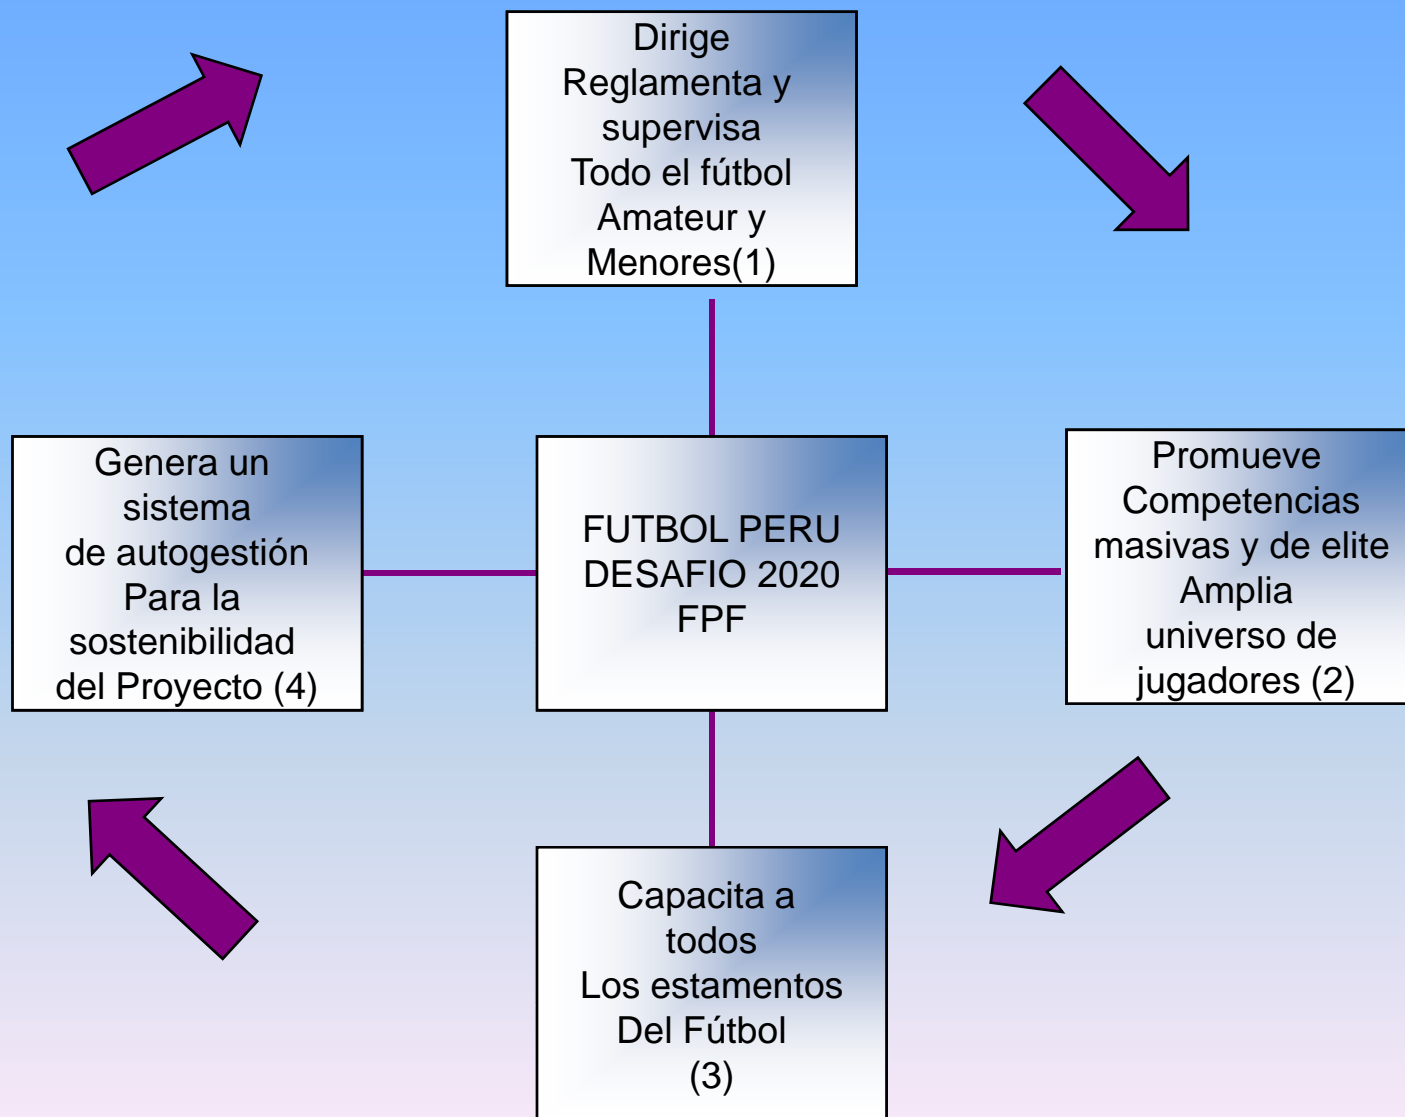 Dirige
Reglamenta y
supervisa
Todo el fútbol
Amateur y
Menores(1)
Genera un
sistema
de autogestión
Para la
sostenibilidad
del Proyecto (4)
FUTBOL PERU
DESAFIO 2020
FPF
Promueve
Competencias
masivas y de elite
Amplia
universo de
jugadores (2)
Capacita a
todos
Los estamentos
Del Fútbol
(3)